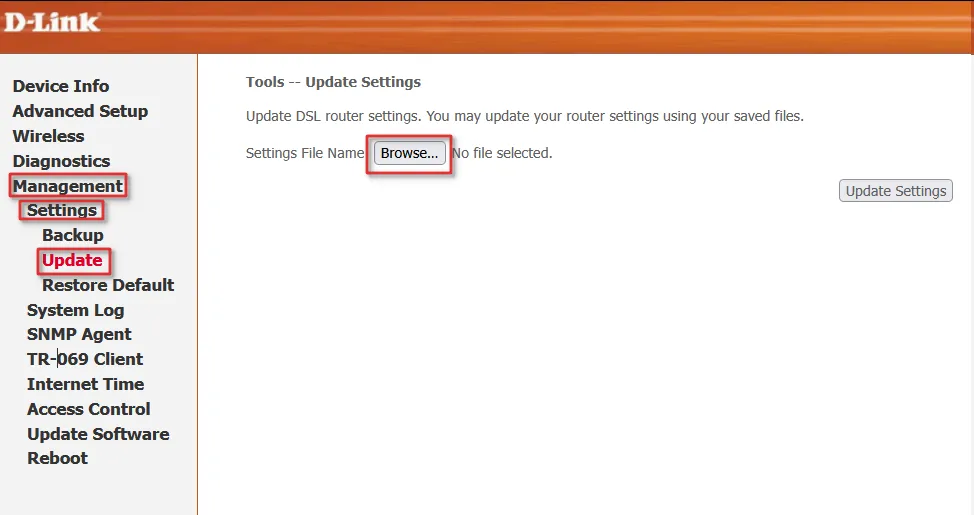 D-Link
Device Info
Advanced Setup
Wireless
Diagnostics
Management
Settings
Backup
Update
Restore Default
System Log
SNMP Agent
TR-069 Client
Internet Time
Access Control
Update Software
Reboot
Tools -- Update Settings
Update DSL router settings. You may update your router settings using your saved files.
Settings File Name Browse... No file selected.
Update Settings